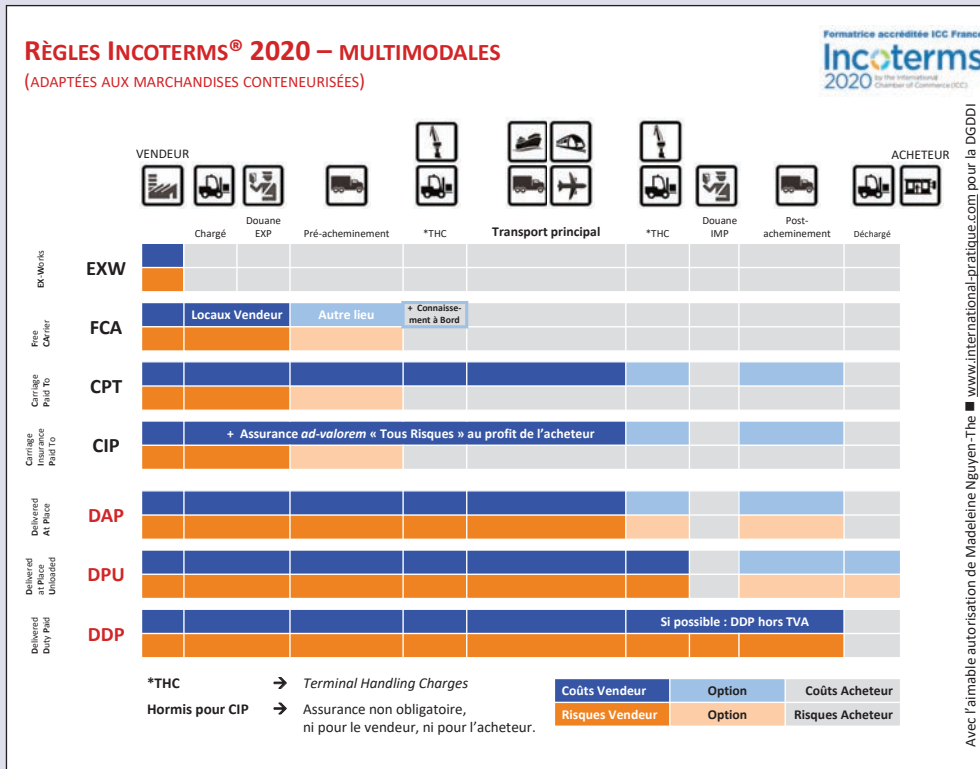 RÈGLES INCOTERMS® 2020 – MULTIMODALES
(ADAPTÉES AUX MARCHANDISES CONTENEURISÉES)
Formatrice accréditée ICC France
Incoterms
2020 by the International
Chamber of Commerce (ICC)
VENDEUR
ACHETEUR
Chargé
Douane
EXP
Pré-acheminement
*THC
Transport principal
*THC
Douane
IMP
Post-
acheminement
Déchargé
EX-Works
EXW
Free
CArrier
FCA
Locaux Vendeur
Autre lieu
+ Connaisse-
ment à Bord
Carriage
Paid To
CPT
Carriage
Insurance
Paid To
CIP
+ Assurance ad-valorem « Tous Risques » au profit de l’acheteur
Delivered
At Place
DAP
Delivered
at Place
Unloaded
DPU
Delivered
Duty Paid
DDP
Si possible : DDP hors TVA
*THC → Terminal Handling Charges
Hormis pour CIP → Assurance non obligatoire,
ni pour le vendeur, ni pour l’acheteur.
Coûts Vendeur Option Coûts Acheteur
Risques Vendeur Option Risques Acheteur
Avec l’aimable autorisation de Madeleine Nguyen-The ■ www.international-pratique.com pour la DGDDI